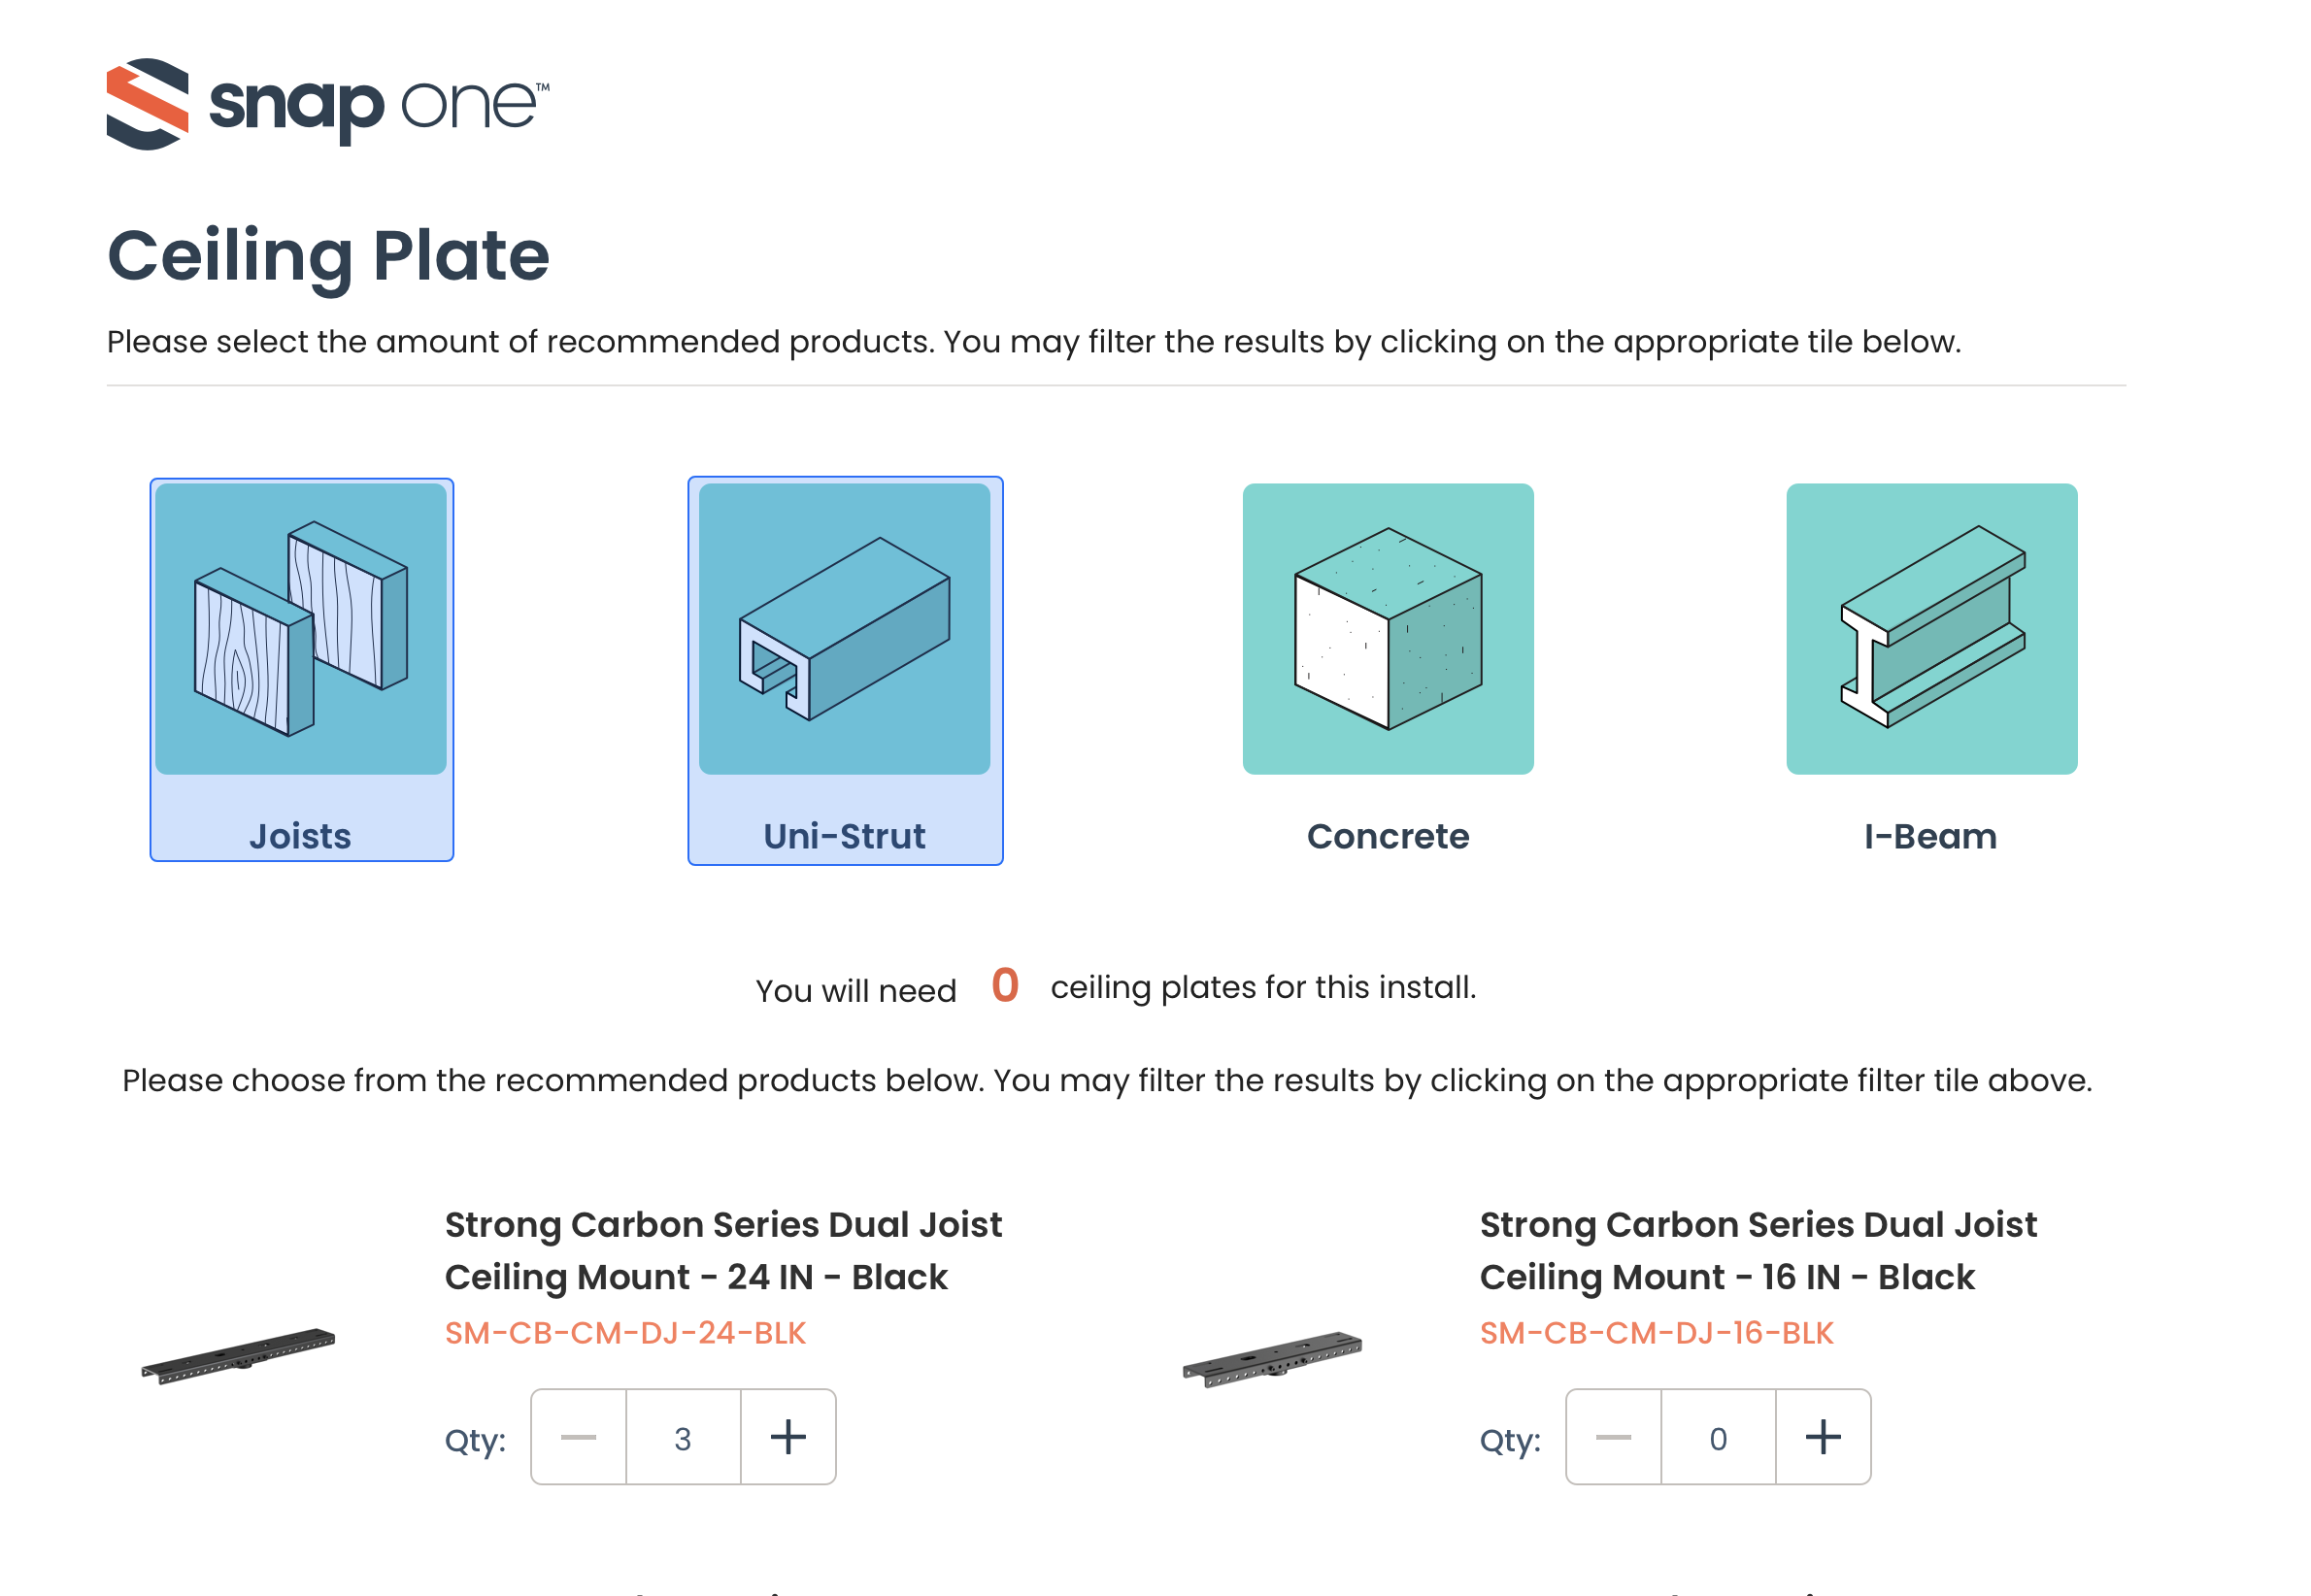 snap one™
Ceiling Plate
Please select the amount of recommended products. You may filter the results by clicking on the appropriate tile below.
Joists
Uni-Strut
Concrete
I-Beam
You will need 0 ceiling plates for this install.
Please choose from the recommended products below. You may filter the results by clicking on the appropriate filter tile above.
Strong Carbon Series Dual Joist
Ceiling Mount - 24 IN - Black
SM-CB-CM-DJ-24-BLK
Qty: — 3 +
Strong Carbon Series Dual Joist
Ceiling Mount - 16 IN - Black
SM-CB-CM-DJ-16-BLK
Qty: — 0 +